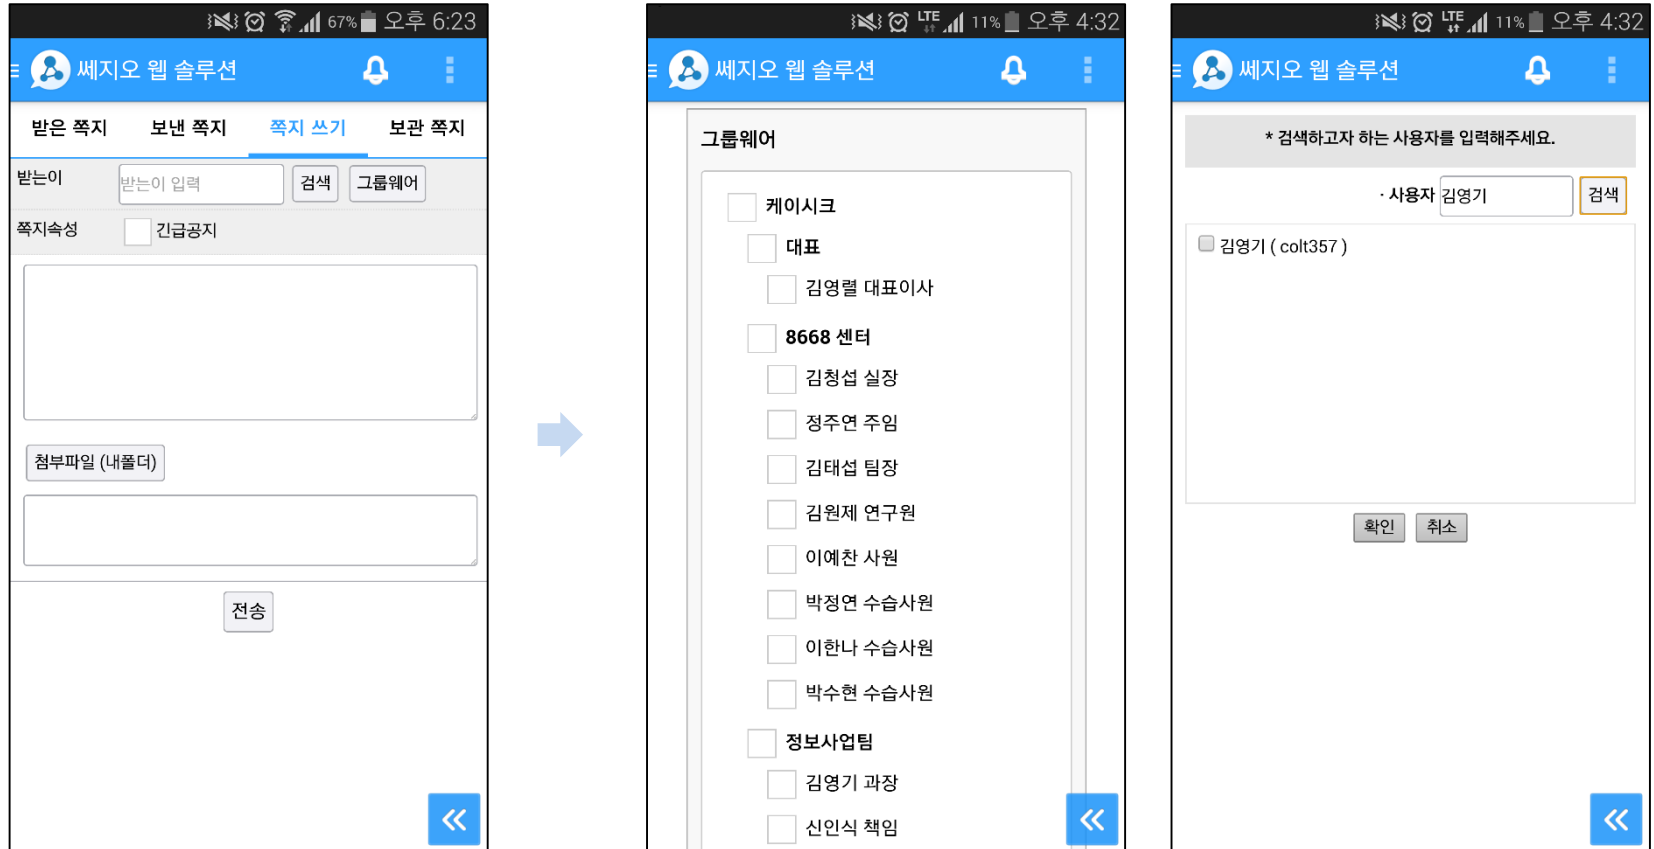 67% 오후 6:23
쎄지오 웹 솔루션
받은 쪽지 보낸 쪽지 쪽지 쓰기 보관 쪽지
받는이 받는이 입력 검색 그룹웨어
쪽지속성 긴급공지
첨부파일 (내폴더)
전송
LTE 11% 오후 4:32
쎄지오 웹 솔루션
그룹웨어
케이시크
대표
김영렬 대표이사
8668 센터
김청섭 실장
정주연 주임
김태섭 팀장
김원제 연구원
이예찬 사원
박정연 수습사원
이한나 수습사원
박수현 수습사원
정보사업팀
김영기 과장
신인식 책임
LTE 11% 오후 4:32
쎄지오 웹 솔루션
* 검색하고자 하는 사용자를 입력해주세요.
· 사용자 김영기 검색
김영기 ( colt357 )
확인 취소